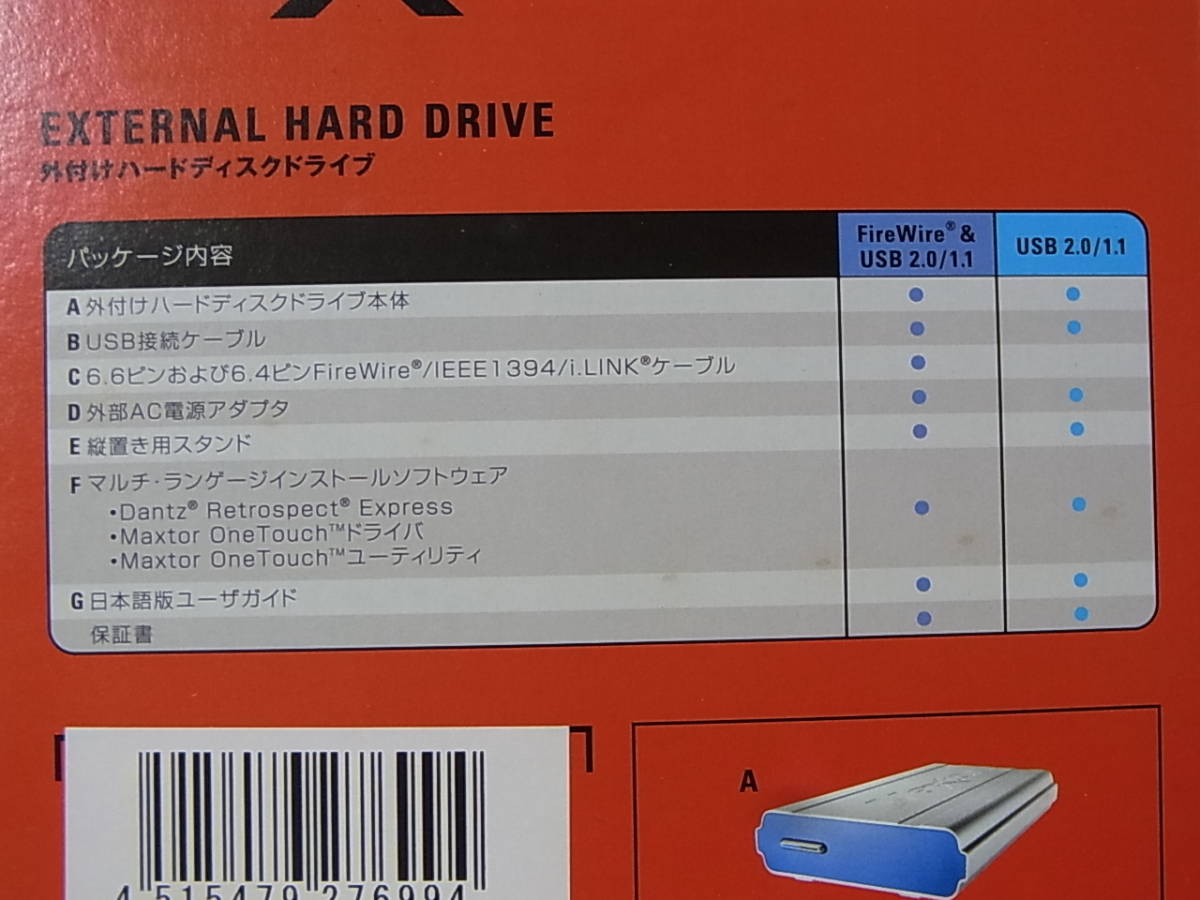 EXTERNAL HARD DRIVE
外付けハードディスクドライブ
パッケージ内容
FireWire® &
USB 2.0/1.1
USB 2.0/1.1
A 外付けハードディスクドライブ本体
B USB接続ケーブル
C 6.6ピンおよび6.4ピンFireWire®/IEEE1394/i.LINK®ケーブル
D 外部AC電源アダプタ
E 縦置き用スタンド
F マルチ・ランゲージインストールソフトウェア
•Dantz® Retrospect® Express
•Maxtor OneTouch™ドライバ
•Maxtor OneTouch™ユーティリティ
G 日本語版ユーザガイド
保証書
A
4 515479 276994